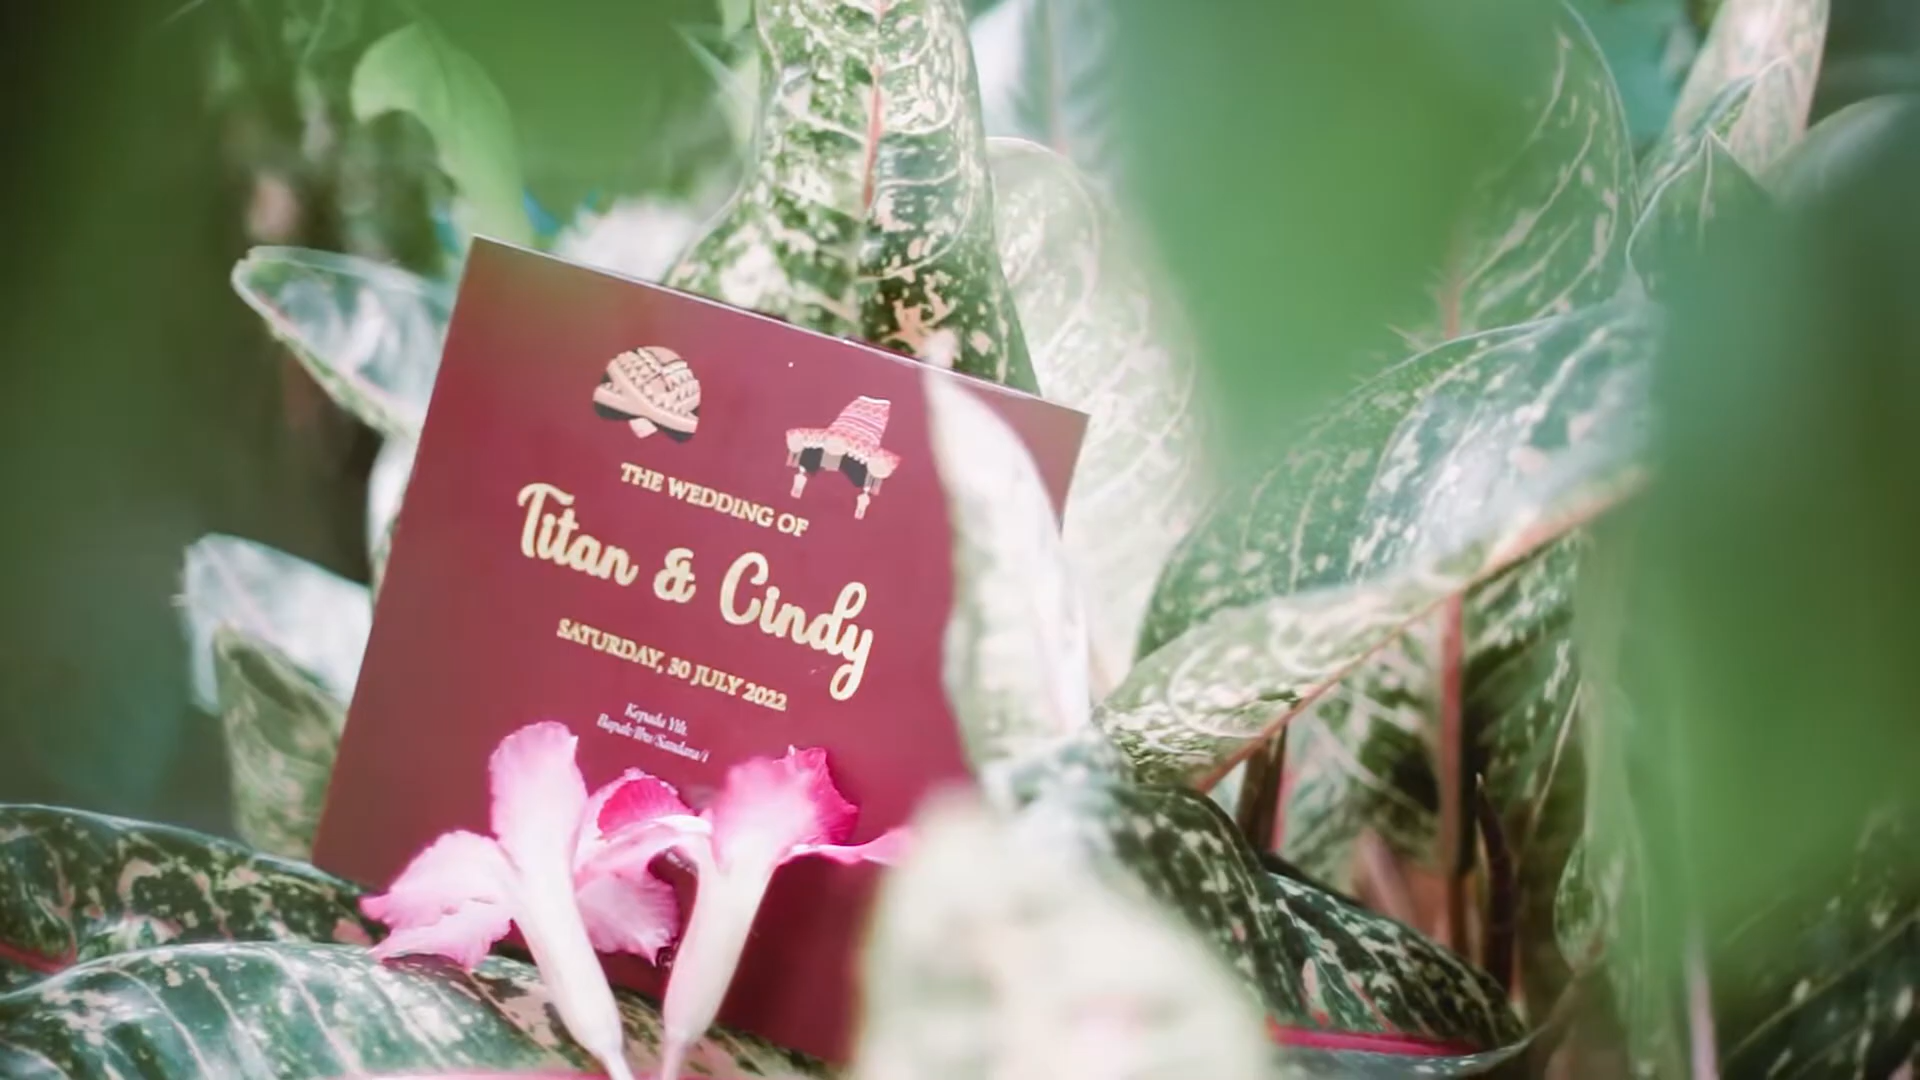 THE WEDDING OF
Titan & Cindy
SATURDAY, 30 JULY 2022
Kepada Yth.
Bapak/Ibu/Saudara/i